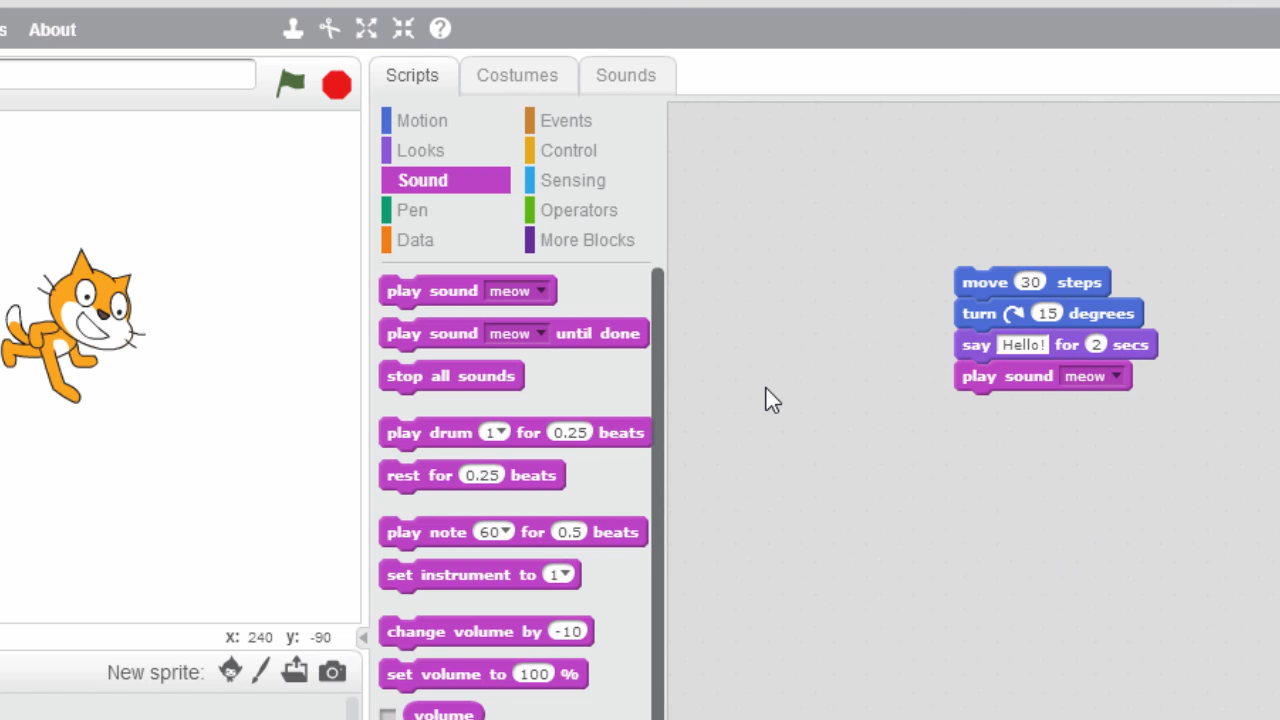 s About
Scripts Costumes Sounds
Motion Events
Looks Control
Sound Sensing
Pen Operators
Data More Blocks
play sound meow
play sound meow until done
stop all sounds
play drum 1 for 0.25 beats
rest for 0.25 beats
play note 60 for 0.5 beats
set instrument to 1
change volume by -10
set volume to 100 %
volume
move 30 steps
turn 15 degrees
say Hello! for 2 secs
play sound meow
x: 240 y: -90
New sprite: